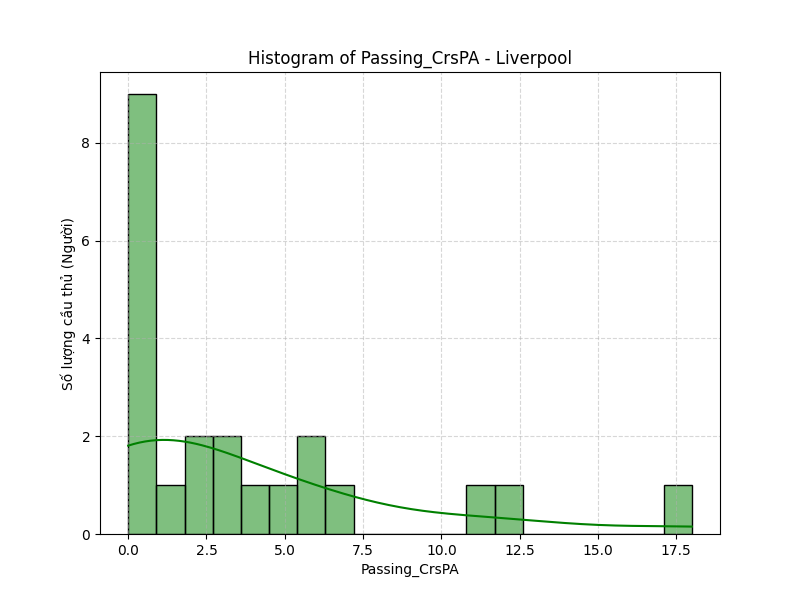 Histogram of Passing_CrsPA - Liverpool
Số lượng cầu thủ (Người)
8
6
4
2
0
0.0 2.5 5.0 7.5 10.0 12.5 15.0 17.5
Passing_CrsPA